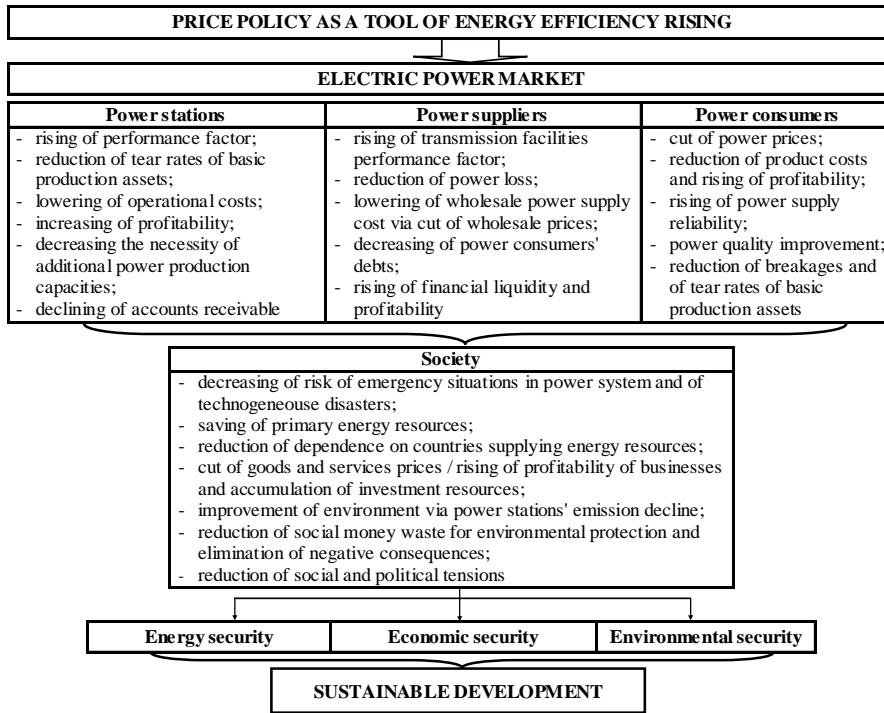 PRICE POLICY AS A TOOL OF ENERGY EFFICIENCY RISING
ELECTRIC POWER MARKET
Power stations
- rising of performance factor;
- reduction of tear rates of basic
production assets;
- lowering of operational costs;
- increasing of profitability;
- decreasing the necessity of
additional power production
capacities;
- declining of accounts receivable
Power suppliers
- rising of transmission facilities
performance factor;
- reduction of power loss;
- lowering of wholesale power supply
cost via cut of wholesale prices;
- decreasing of power consumers'
debts;
- rising of financial liquidity and
profitability
Power consumers
- cut of power prices;
- reduction of product costs
and rising of profitability;
- rising of power supply
reliability;
- power quality improvement;
- reduction of breakages and
of tear rates of basic
production assets
Society
- decreasing of risk of emergency situations in power system and of
technogeneouse disasters;
- saving of primary energy resources;
- reduction of dependence on countries supplying energy resources;
- cut of goods and services prices / rising of profitability of businesses
and accumulation of investment resources;
- improvement of environment via power stations' emission decline;
- reduction of social money waste for environmental protection and
elimination of negative consequences;
- reduction of social and political tensions
Energy security
Economic security
Environmental security
SUSTAINABLE DEVELOPMENT